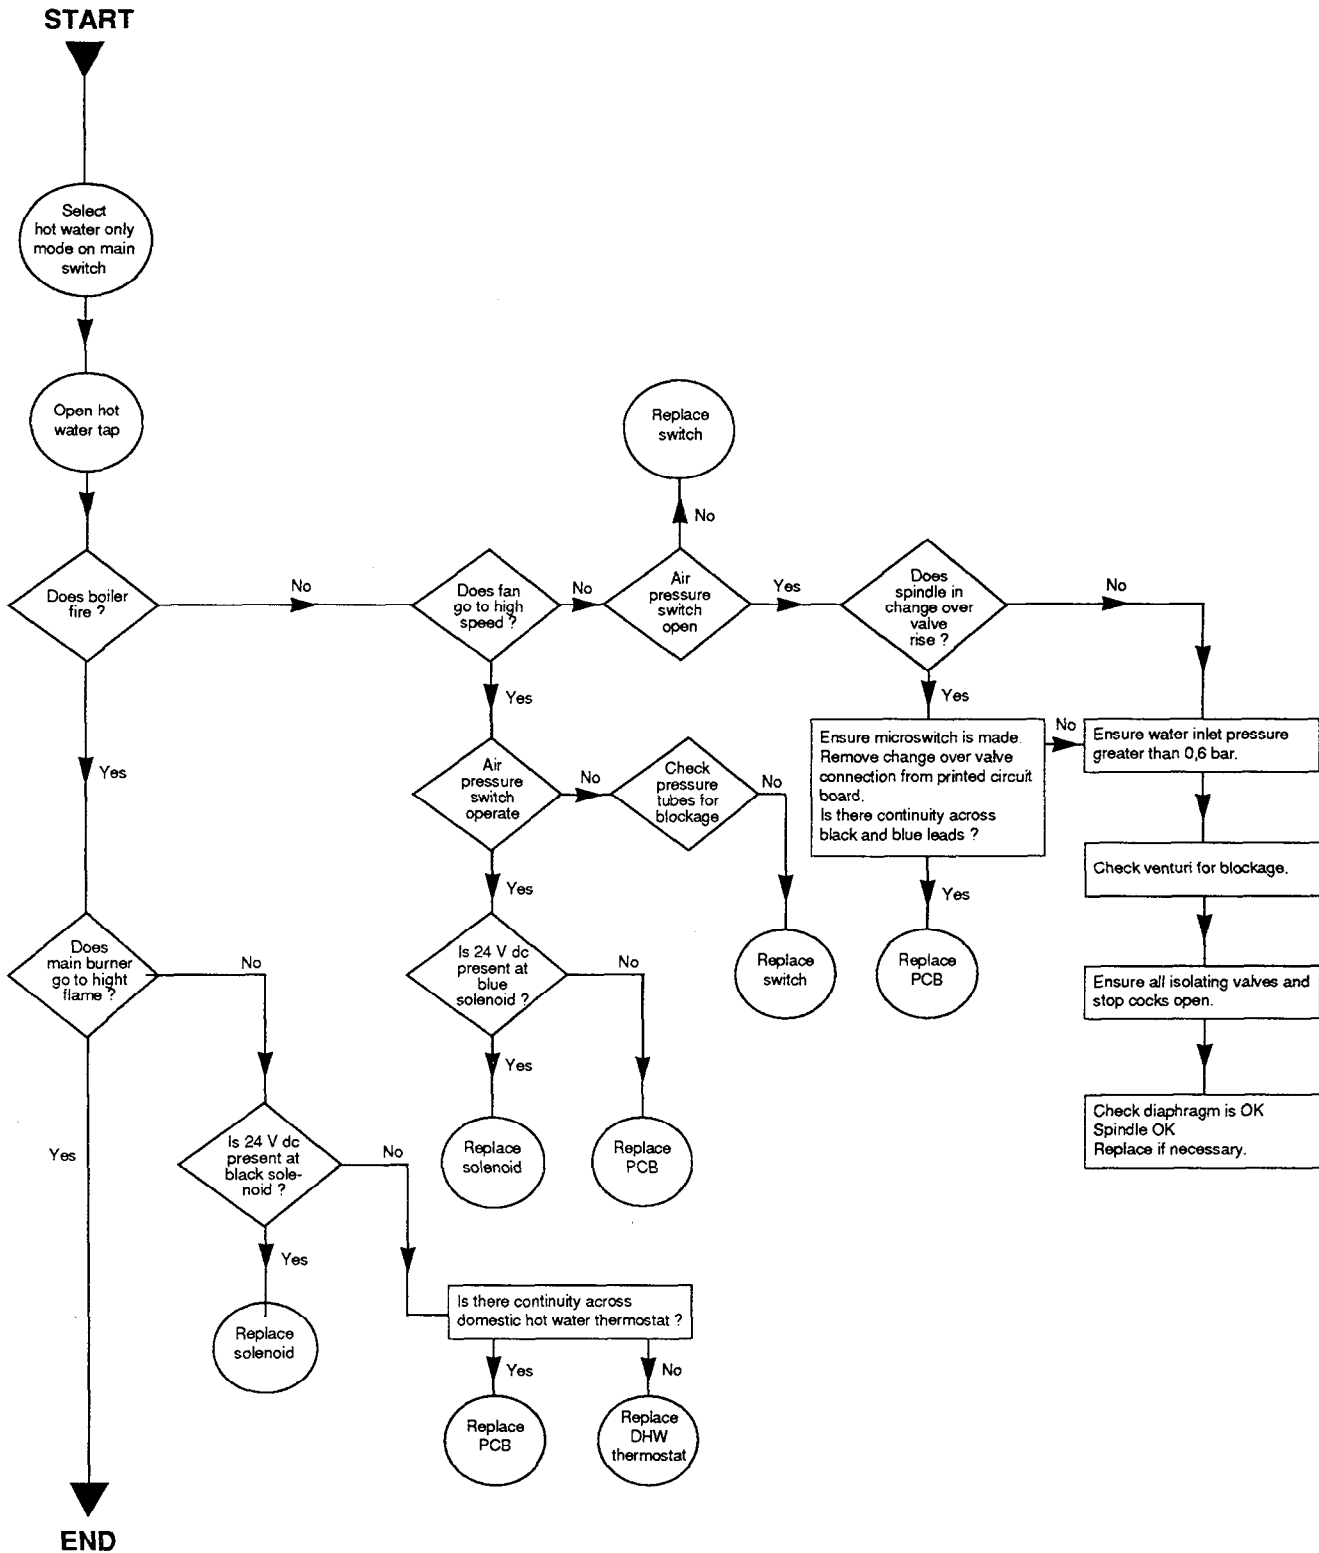 START
Select
hot water only
mode on main
switch
Open hot
water tap
Replace
switch
No
Does boiler
fire ?
No
Does fan
go to high
speed ?
No
Air
pressure
switch
open
Yes
Does
spindle in
change over
valve
rise ?
No
Yes
Yes
Yes
Ensure microswitch is made.
Remove change over valve
connection from printed circuit
board.
Is there continuity across
black and blue leads ?
No
Ensure water inlet pressure
greater than 0,6 bar.
Air
pressure
switch
operate
No
Check
pressure
tubes for
blockage
No
Check venturi for blockage.
Yes
Yes
Does
main burner
go to hight
flame ?
No
Is 24 V dc
present at
blue
solenoid ?
No
Replace
switch
Replace
PCB
Ensure all isolating valves and
stop cocks open.
Yes
Check diaphragm is OK
Spindle OK
Replace if necessary.
Yes
Is 24 V dc
present at
black sole-
noid ?
No
Replace
solenoid
Replace
PCB
Yes
Is there continuity across
domestic hot water thermostat ?
Replace
solenoid
Yes
No
Replace
PCB
Replace
DHW
thermostat
END